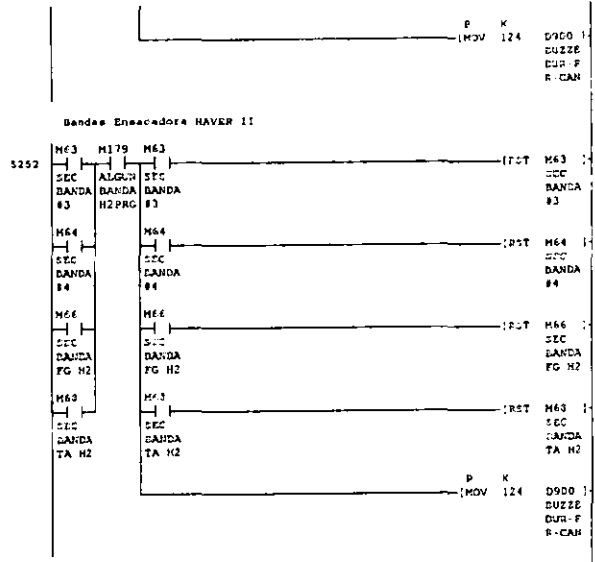 P K
[MOV 124 D900 ]
BUZZE
DUR-F
R-CAN
Bandas Ensacadora HAVER II
M63 M179 M63
5252 [RST M63 ]
SEC ALGUN SEC SEC
BANDA BANDA BANDA BANDA
#3 H2PRG #3 #3
M64 M64 [RST M64 ]
SEC SEC SEC
BANDA BANDA BANDA
#4 #4 #4
M66 M66 [RST M66 ]
SEC SEC SEC
BANDA BANDA BANDA
FG H2 FG H2 FG H2
M68 M68 [RST M68 ]
SEC SEC SEC
BANDA BANDA BANDA
TA H2 TA H2 TA H2
P K
[MOV 124 D900 ]
BUZZE
DUR-F
R-CAN